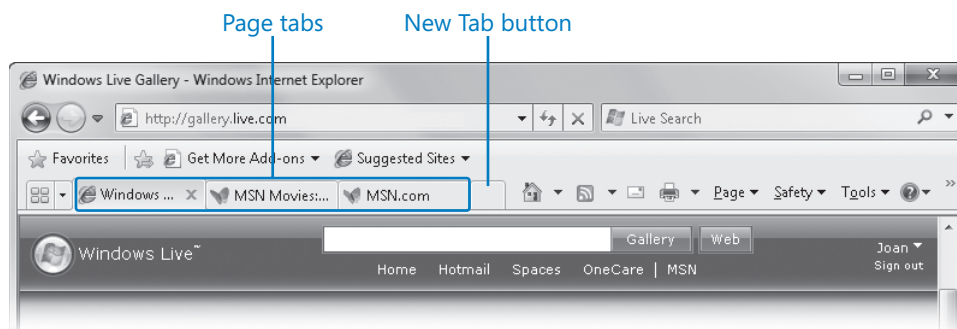 Page tabs New Tab button
Windows Live Gallery - Windows Internet Explorer
http://gallery.live.com Live Search
Favorites Get More Add-ons Suggested Sites
Windows ... MSN Movies:... MSN.com Page Safety Tools »
Windows Live™ Gallery Web Joan
Home Hotmail Spaces OneCare | MSN Sign out